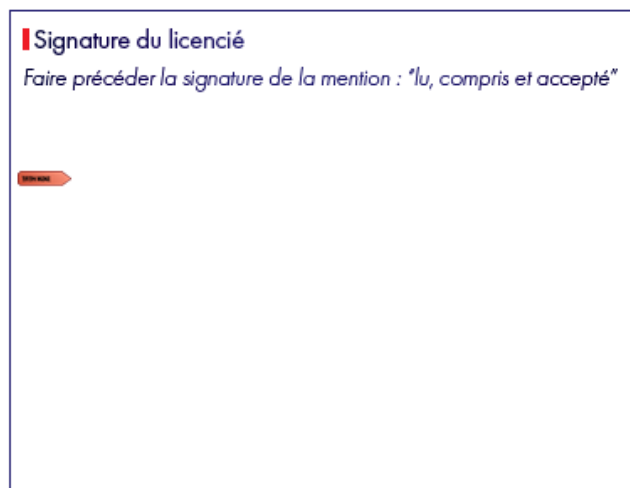 Signature du licencié
Faire précéder la signature de la mention : "lu, compris et accepté"